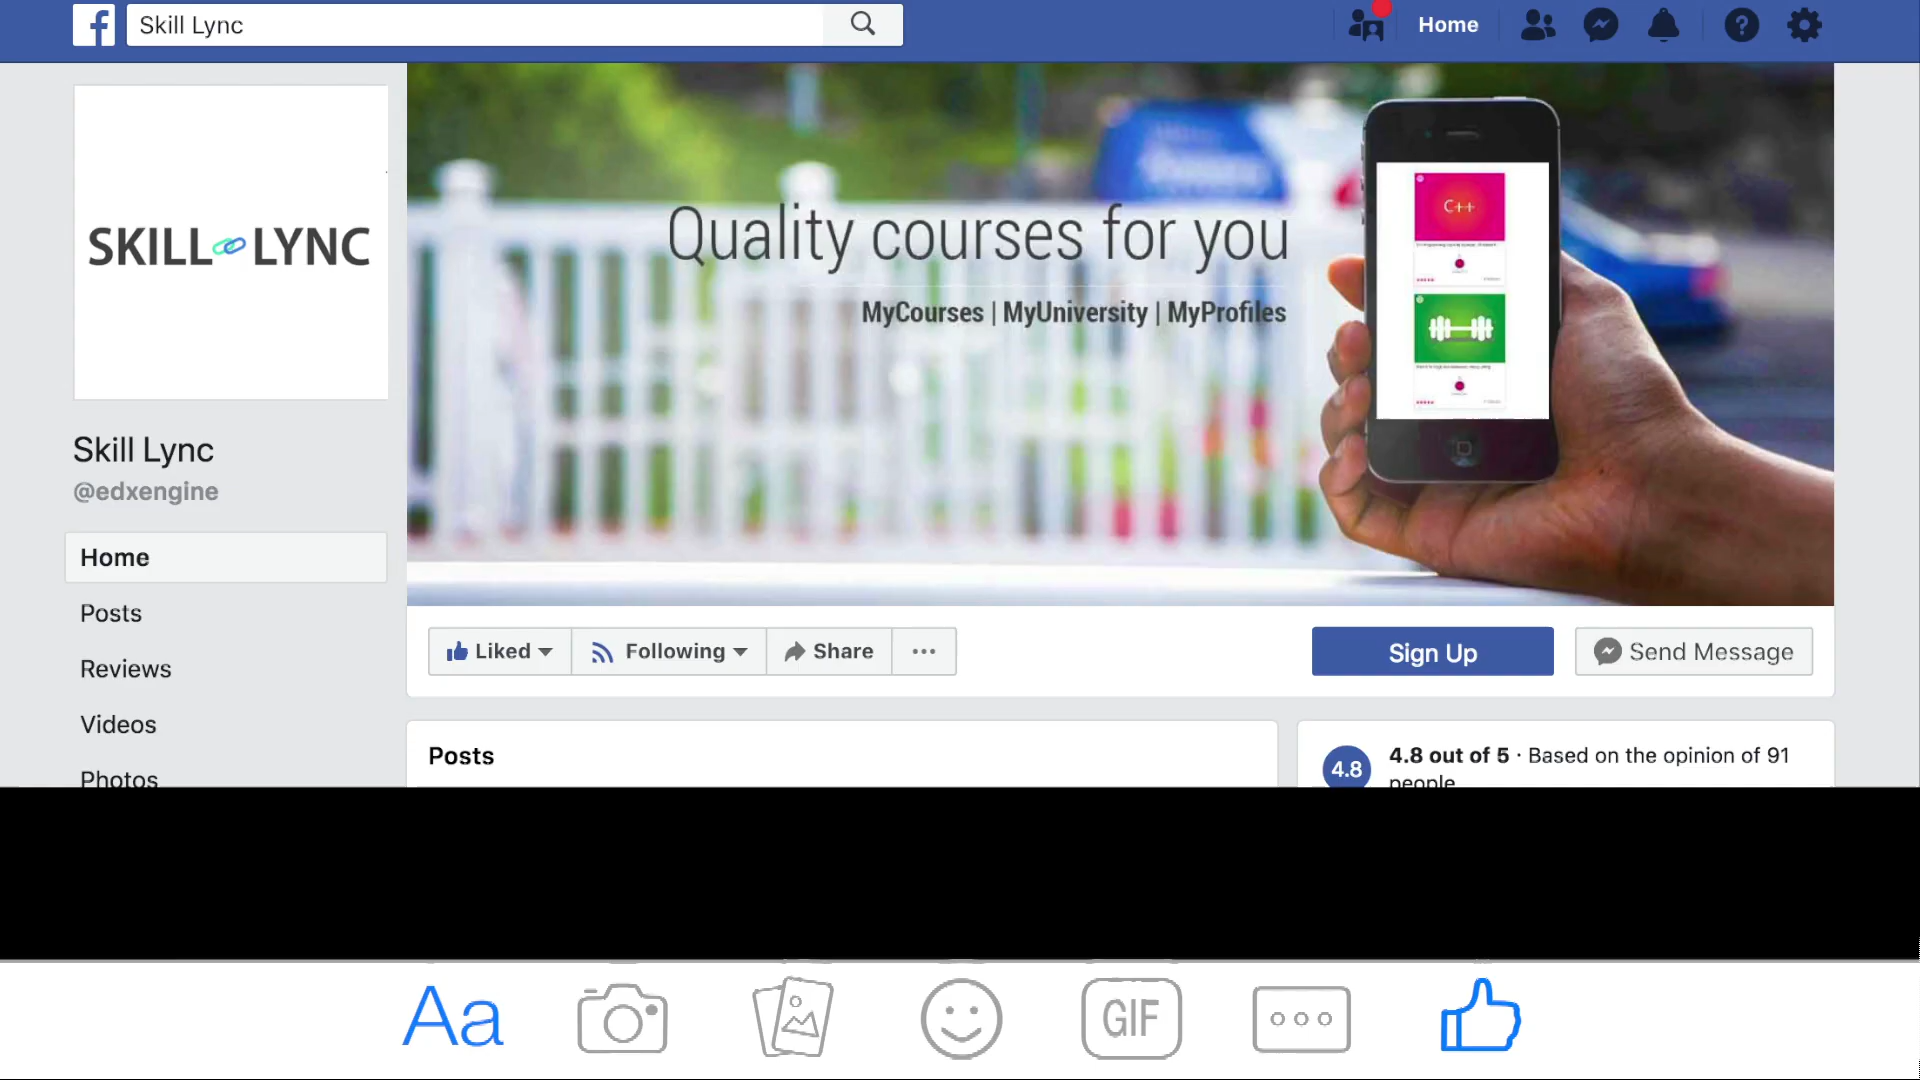 Skill Lync
Home
SKILL LYNC
Quality courses for you
MyCourses | MyUniversity | MyProfiles
C++
Skill Lync
@edxengine
Home
Posts
Reviews
Videos
Photos
Liked
Following
Share
Sign Up
Send Message
Posts
4.8
4.8 out of 5 · Based on the opinion of 91
people
Aa
GIF